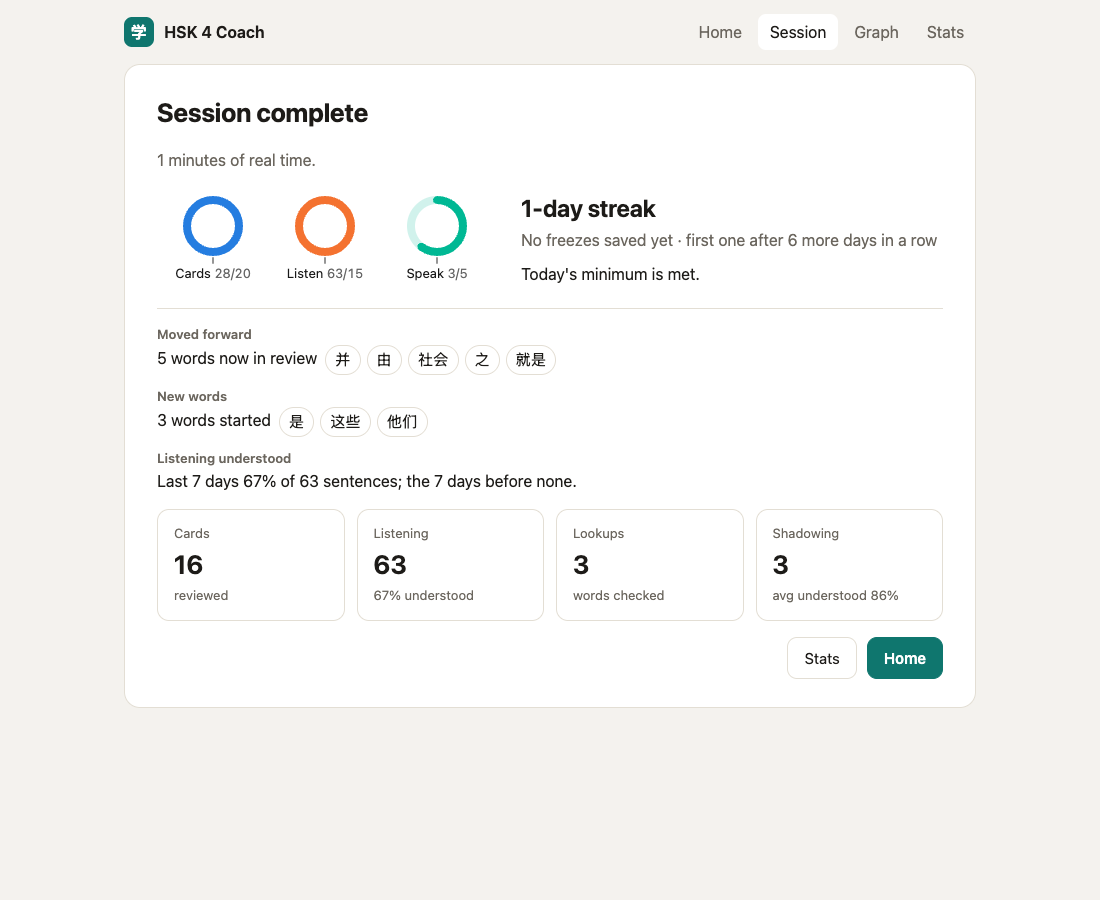 学 HSK 4 Coach Home Session Graph Stats
Session complete
1 minutes of real time.
1-day streak
No freezes saved yet · first one after 6 more days in a row
Today's minimum is met.
Cards 28/20 Listen 63/15 Speak 3/5
Moved forward
5 words now in review 并 由 社会 之 就是
New words
3 words started 是 这些 他们
Listening understood
Last 7 days 67% of 63 sentences; the 7 days before none.
Cards
16
reviewed
Listening
63
67% understood
Lookups
3
words checked
Shadowing
3
avg understood 86%
Stats Home